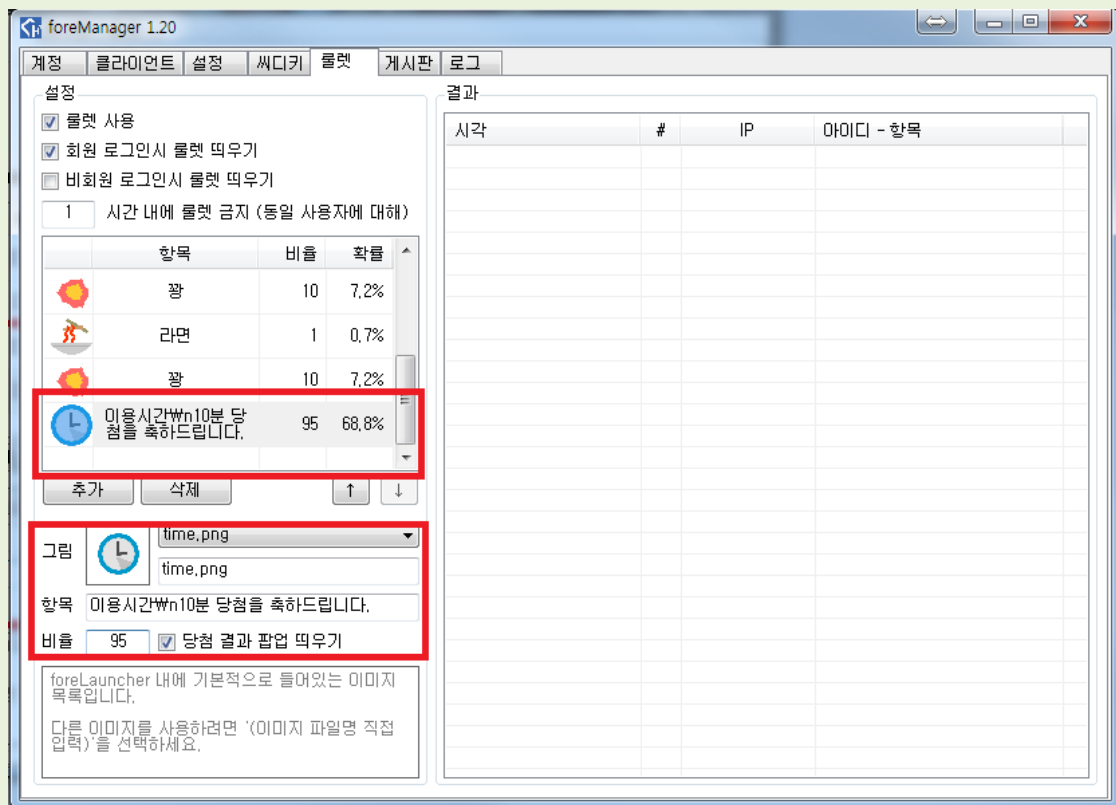 foreManager 1.20
계정 클라이언트 설정 씨디키 룰렛 게시판 로그
설정
룰렛 사용
회원 로그인시 룰렛 띄우기
비회원 로그인시 룰렛 띄우기
1 시간 내에 룰렛 금지 (동일 사용자에 대해)
항목 비율 확률
꽝 10 7.2%
라면 1 0.7%
꽝 10 7.2%
이용시간₩n10분 당
첨을 축하드립니다. 95 68.8%
추가 삭제 ↑ ↓
그림 time.png
time.png
항목 이용시간₩n10분 당첨을 축하드립니다.
비율 95 당첨 결과 팝업 띄우기
foreLauncher 내에 기본적으로 들어있는 이미지
목록입니다.
다른 이미지를 사용하려면 '(이미지 파일명 직접
입력)'을 선택하세요.
결과
시각 # IP 아이디 - 항목